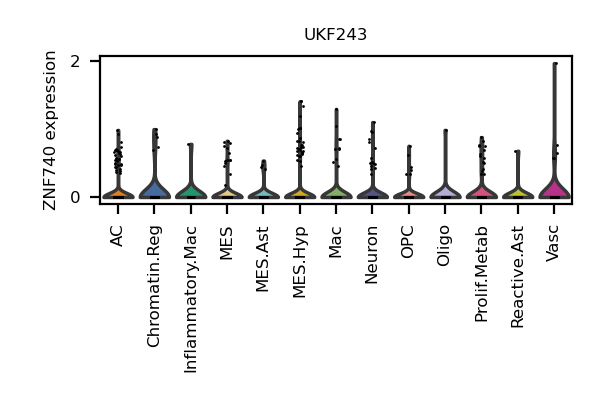 UKF243
ZNF740 expression
2
0
AC
Chromatin.Reg
Inflammatory.Mac
MES
MES.Ast
MES.Hyp
Mac
Neuron
OPC
Oligo
Prolif.Metab
Reactive.Ast
Vasc